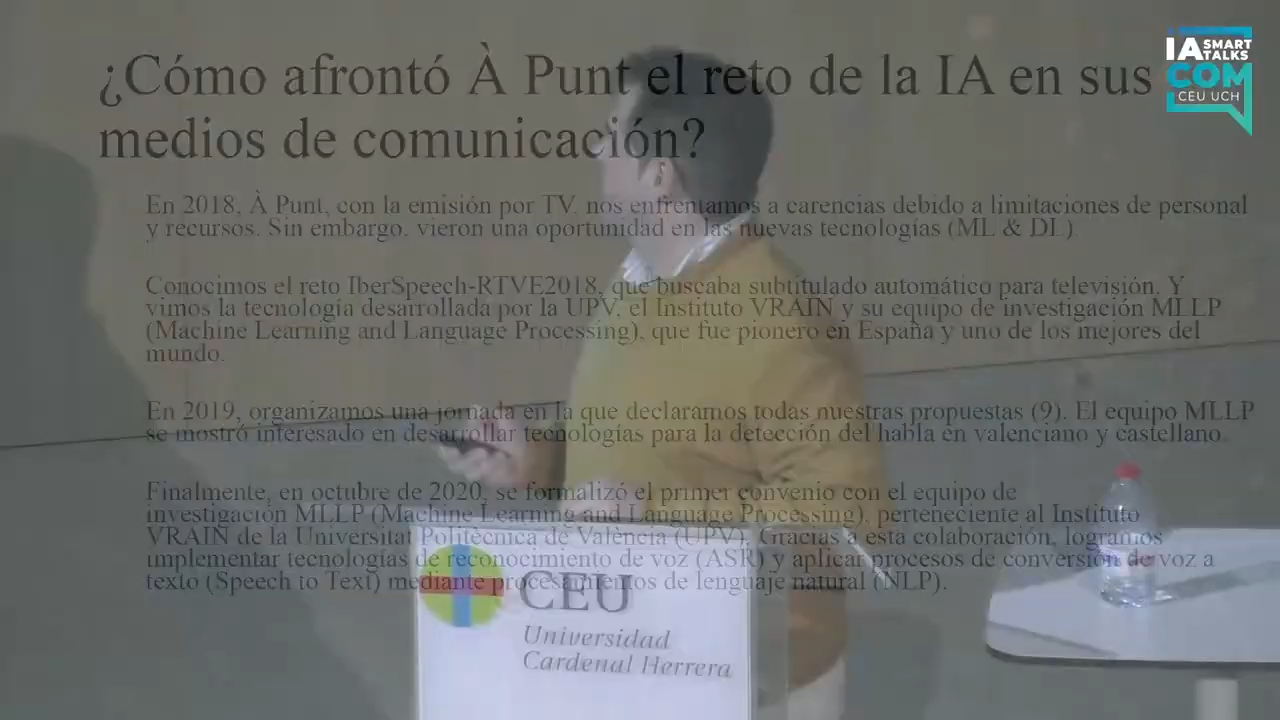 ¿Cómo afrontó À Punt el reto de la IA en sus
medios de comunicación?
En 2018, À Punt, con la emisión por TV, nos enfrentamos a carencias debido a limitaciones de personal
y recursos. Sin embargo, vieron una oportunidad en las nuevas tecnologías (ML & DL)
Conocimos el reto IberSpeech-RTVE2018, que buscaba subtitulado automático para televisión. Y
vimos la tecnología desarrollada por la UPV, el Instituto VRAIN y su equipo de investigación MLLP
(Machine Learning and Language Processing), que fue pionero en España y uno de los mejores del
mundo.
En 2019, organizamos una jornada en la que declaramos todas nuestras propuestas (9). El equipo MLLP
se mostró interesado en desarrollar tecnologías para la detección del habla en valenciano y castellano.
Finalmente, en octubre de 2020, se formalizó el primer convenio con el equipo de
investigación MLLP (Machine Learning and Language Processing), perteneciente al Instituto
VRAIN de la Universitat Politècnica de València (UPV). Gracias a esta colaboración, logramos
implementar tecnologías de reconocimiento de voz (ASR) y aplicar procesos de conversión de voz a
texto (Speech to Text) mediante procesamientos de lenguaje natural (NLP).
IA SMART
TALKS
COM
CEU UCH
CEU
Universidad
Cardenal Herrera